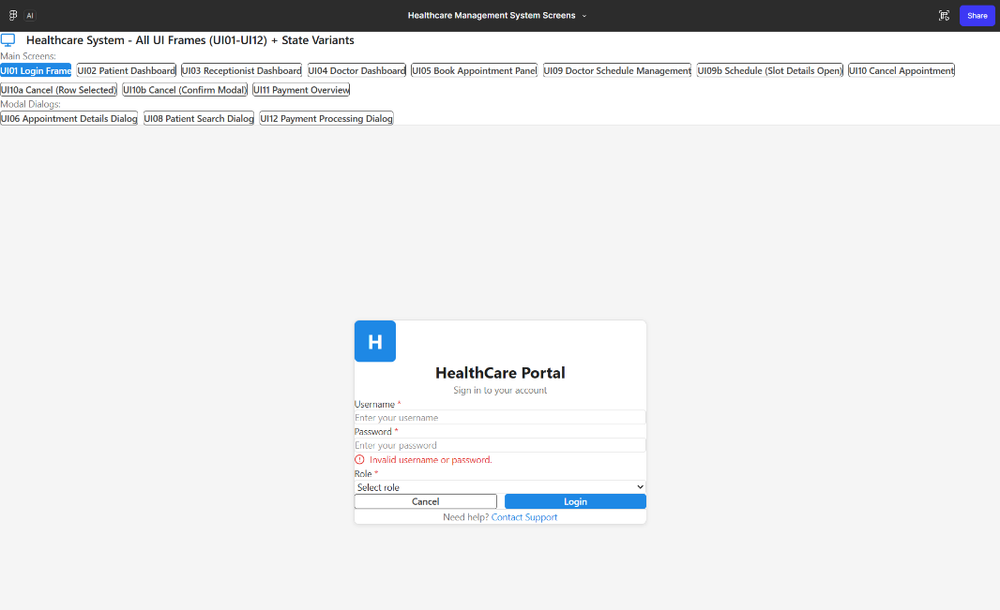 AI
Healthcare Management System Screens
Share
Healthcare System - All UI Frames (UI01-UI12) + State Variants
Main Screens:
UI01 Login Frame UI02 Patient Dashboard UI03 Receptionist Dashboard UI04 Doctor Dashboard UI05 Book Appointment Panel UI09 Doctor Schedule Management UI09b Schedule (Slot Details Open) UI10 Cancel Appointment
UI10a Cancel (Row Selected) UI10b Cancel (Confirm Modal) UI11 Payment Overview
Modal Dialogs:
UI06 Appointment Details Dialog UI08 Patient Search Dialog UI12 Payment Processing Dialog
H
HealthCare Portal
Sign in to your account
Username *
Enter your username
Password *
Enter your password
Invalid username or password.
Role *
Select role
Cancel Login
Need help? Contact Support